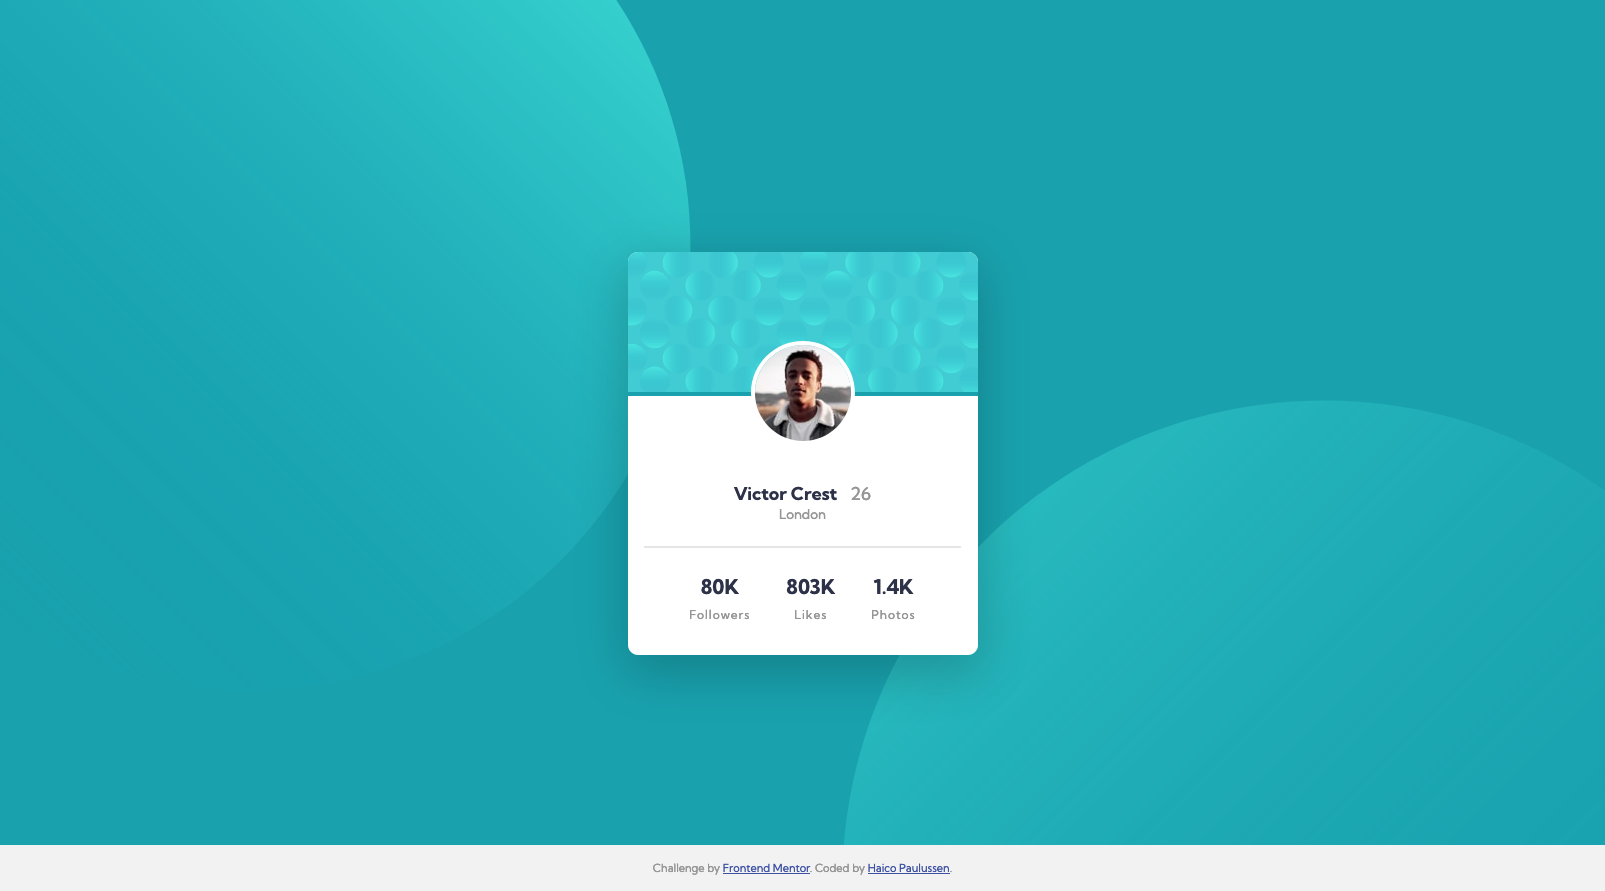 Victor Crest 26
London
80K 803K 1.4K
Followers Likes Photos
Challenge by Frontend Mentor. Coded by Haico Paulussen.